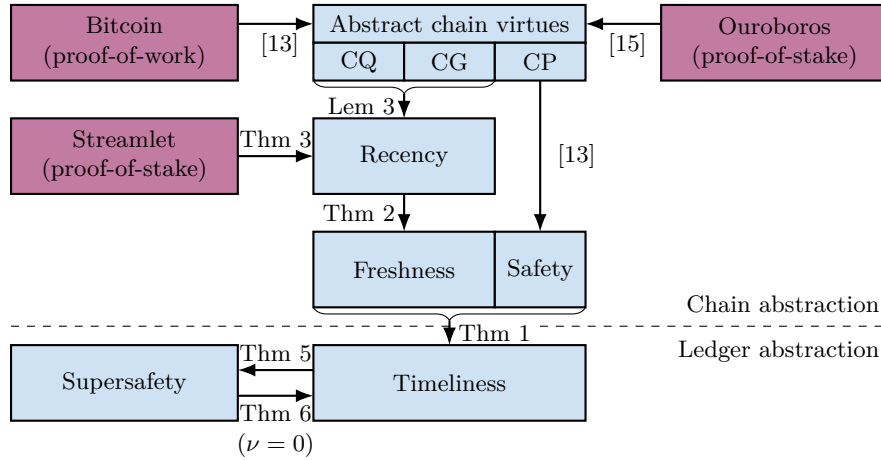 Bitcoin
(proof-of-work)
[13]
Abstract chain virtues
CQ
CG
CP
[15]
Ouroboros
(proof-of-stake)
Lem 3
Streamlet
(proof-of-stake)
Thm 3
Recency
[13]
Thm 2
Freshness
Safety
Chain abstraction
Thm 1
Ledger abstraction
Supersafety
Thm 5
Thm 6
(ν = 0)
Timeliness